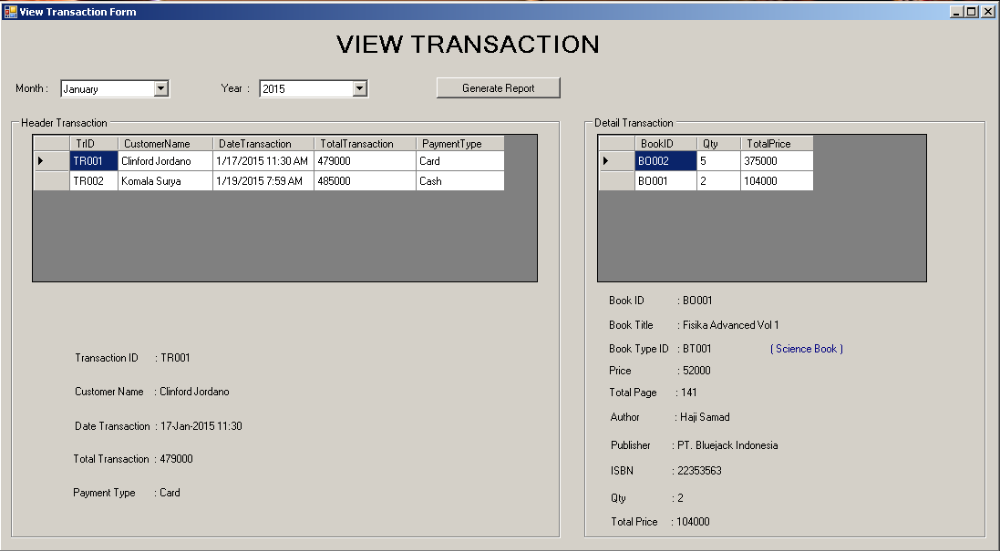 View Transaction Form
VIEW TRANSACTION
Month : January Year : 2015 Generate Report
Header Transaction
TrID CustomerName DateTransaction TotalTransaction PaymentType
TR001 Clinford Jordano 1/17/2015 11:30 AM 479000 Card
TR002 Komala Surya 1/19/2015 7:59 AM 485000 Cash
Transaction ID : TR001
Customer Name : Clinford Jordano
Date Transaction : 17-Jan-2015 11:30
Total Transaction : 479000
Payment Type : Card
Detail Transaction
BookID Qty TotalPrice
BO002 5 375000
BO001 2 104000
Book ID : BO001
Book Title : Fisika Advanced Vol 1
Book Type ID : BT001 ( Science Book )
Price : 52000
Total Page : 141
Author : Haji Samad
Publisher : PT. Bluejack Indonesia
ISBN : 22353563
Qty : 2
Total Price : 104000